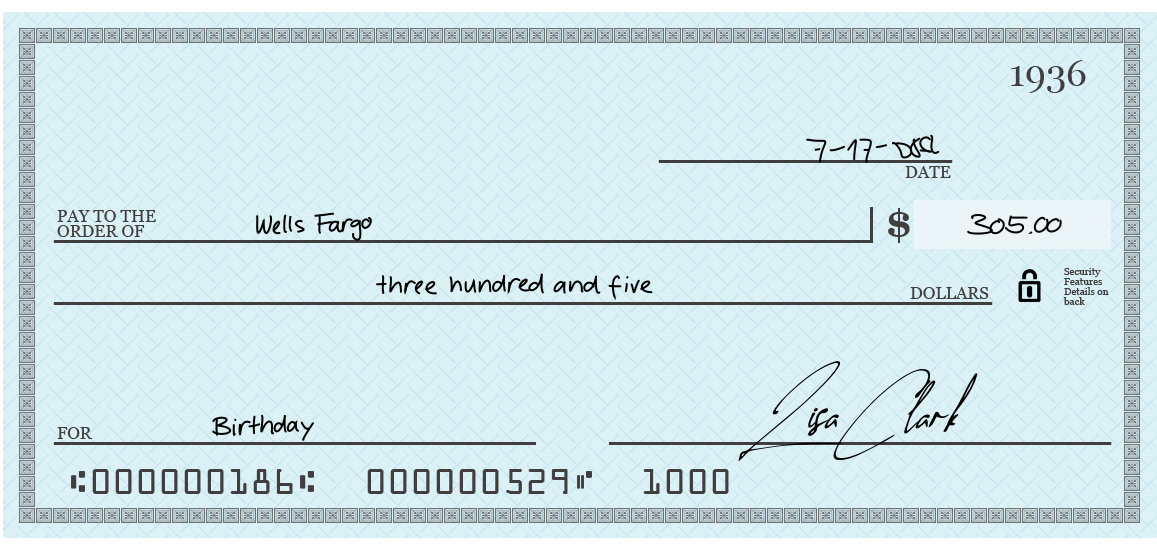 1936
7-17-
DATE
PAY TO THE
ORDER OF Wells Fargo $ 305.00
three hundred and five DOLLARS
Security
Features
Details on
back
FOR Birthday Lisa Clark
⑆000000186⑆ 000000529⑈ 1000